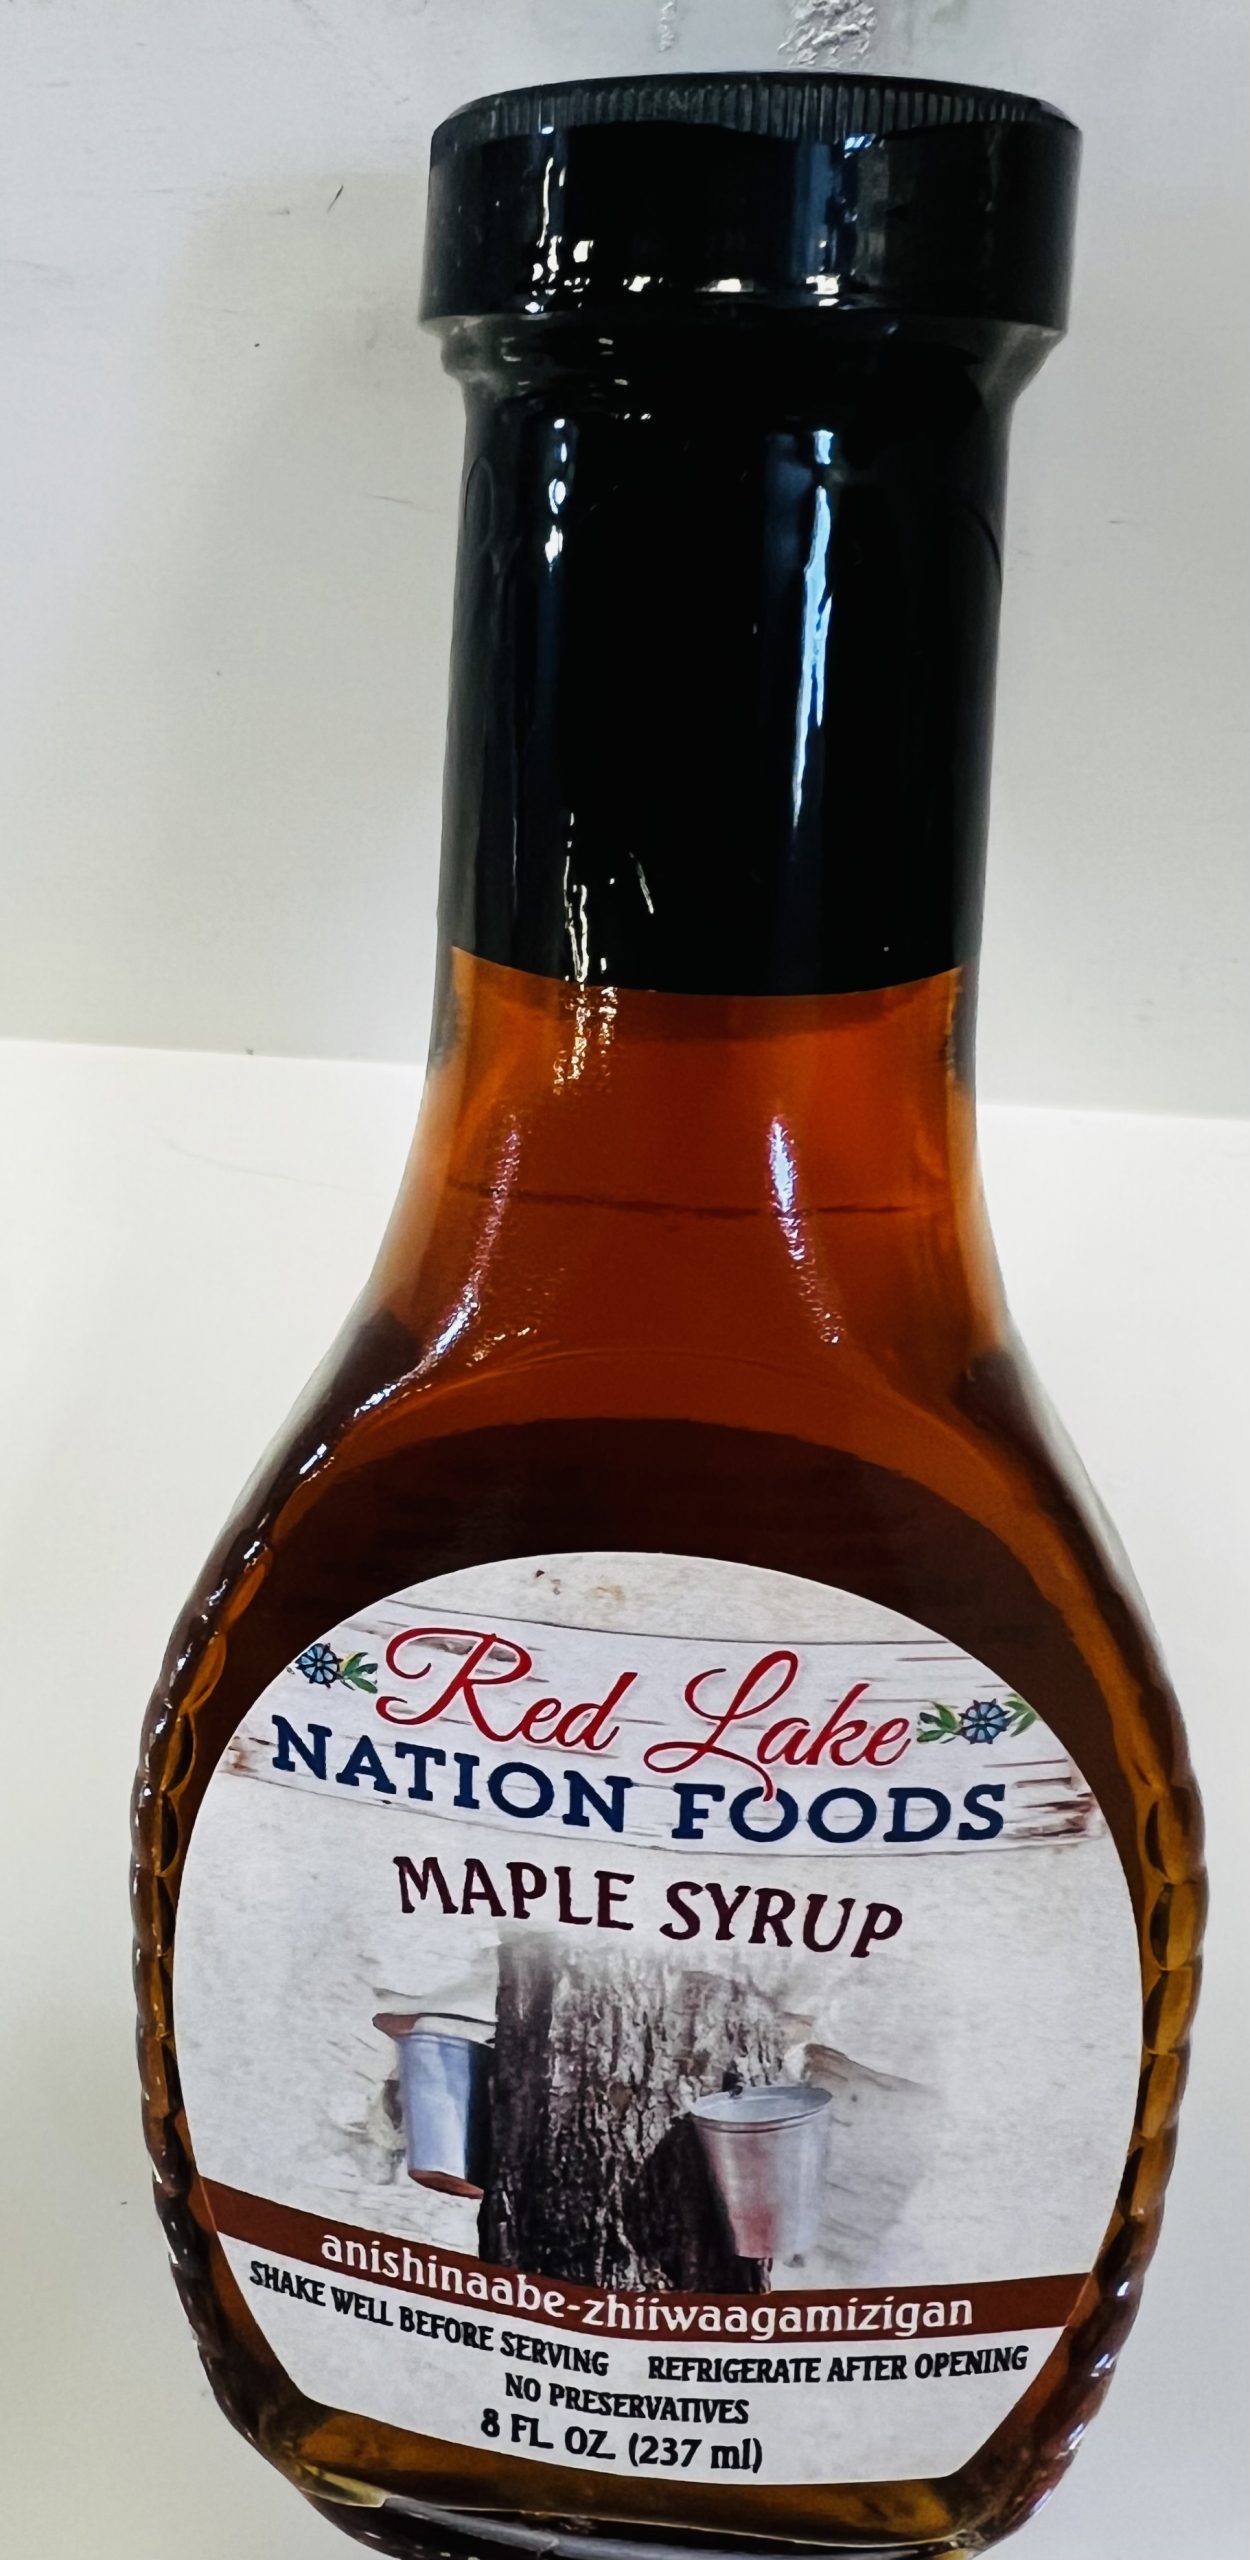 Red Lake
NATION FOODS
MAPLE SYRUP
anishinaabe-zhiiwaagamizigan
SHAKE WELL BEFORE SERVING REFRIGERATE AFTER OPENING
NO PRESERVATIVES
8 FL. OZ. (237 ml)